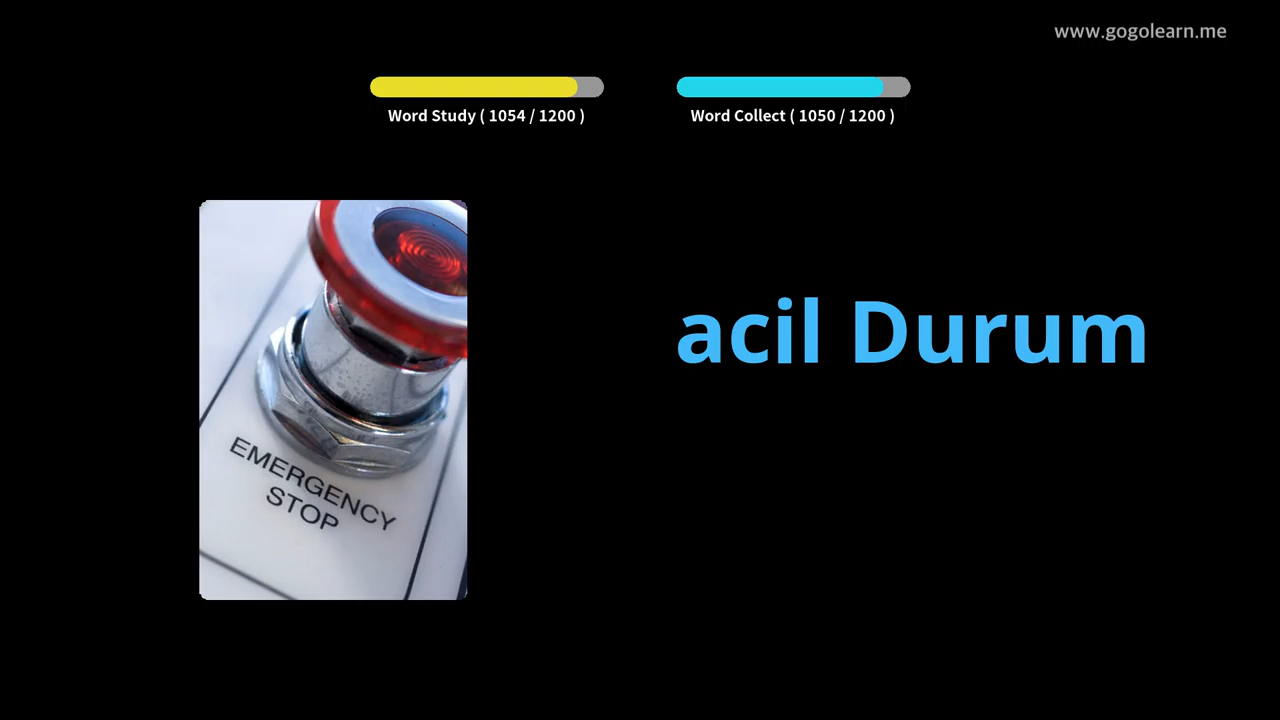 www.gogolearn.me
Word Study ( 1054 / 1200 )
Word Collect ( 1050 / 1200 )
acil Durum
EMERGENCY
STOP